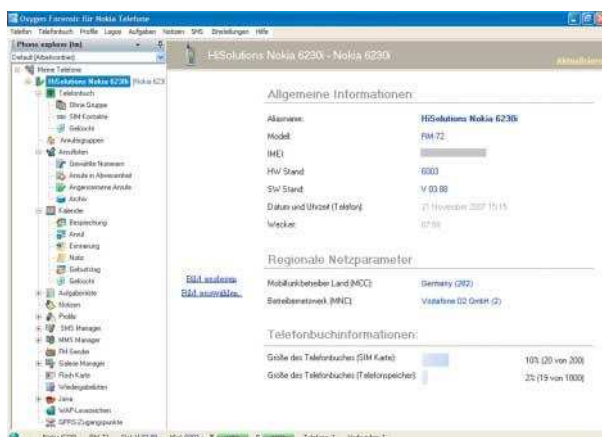 Oxygen Forensic für Nokia Telefone
Telefon Telefonbuch Profile Logos Aufgaben Notizen SMS Einstellungen Hilfe
Phone explorer [tm]
Default (Arbeitsordner)
HiSolutions Nokia 6230i - Nokia 6230i
Aktualisieren
Meine Telefone
HiSolutions Nokia 6230i (Nokia 623
Telefonbuch
Ohne Gruppe
SIM Kontakte
Gelöscht
Anrufergruppen
Anruflisten
Gewählte Nummern
Anrufe in Abwesenheit
Angenommene Anrufe
Archiv
Kalender
Besprechung
Anruf
Erinnerung
Notiz
Geburtstag
Gelöscht
Aufgabenliste
Notizen
Profile
SMS Manager
MMS Manager
FM Sender
Galerie Manager
Flash Karte
Wiedergabelisten
Java
WAP-Lesezeichen
GPRS-Zugangspunkte
Bild ändern
Bild auswählen..
Allgemeine Informationen
Aliasname: HiSolutions Nokia 6230i
Modell: RM-72
IMEI:
HW Stand: 6003
SW Stand: V 03.88
Datum und Uhrzeit (Telefon): 21 November 2007 15:15
Wecker:
Regionale Netzparameter
Mobilfunkbetreiber Land (MCC): Germany (262)
Betreibernetzwerk (MNC): Vodafone D2 GmbH (2)
Telefonbuchinformationen:
Größe des Telefonbuches (SIM Karte): 10% (20 von 200)
Größe des Telefonbuches (Telefonspeicher): 2% (19 von 1000)